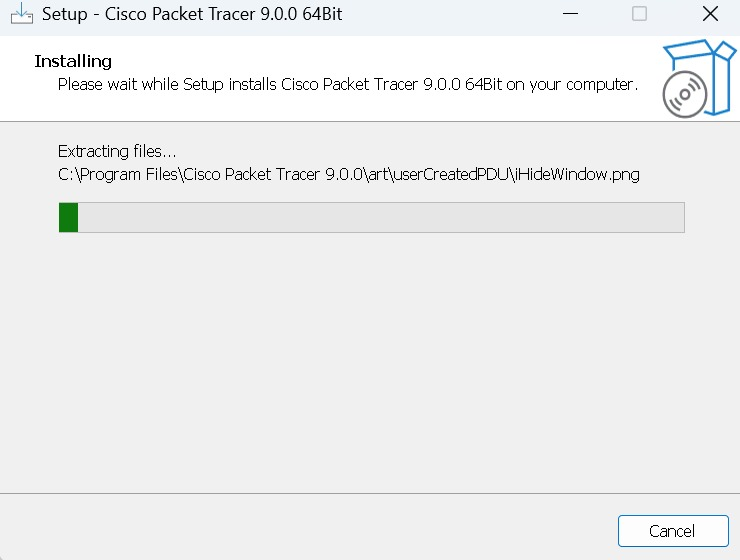 Setup - Cisco Packet Tracer 9.0.0 64Bit
Installing
Please wait while Setup installs Cisco Packet Tracer 9.0.0 64Bit on your computer.
Extracting files...
C:\Program Files\Cisco Packet Tracer 9.0.0\art\userCreatedPDU\iHideWindow.png
Cancel